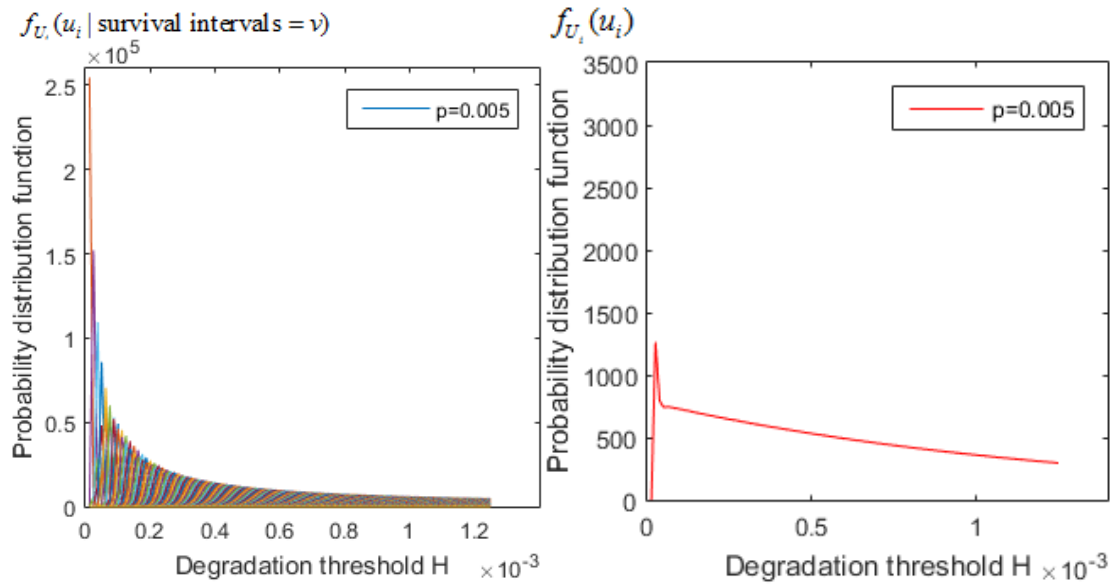 f_{U_i}(u_i | survival intervals = v)
×10^5
2.5
2
1.5
1
0.5
0
Probability distribution function
p=0.005
0 0.2 0.4 0.6 0.8 1 1.2
Degradation threshold H ×10^-3
f_{U_i}(u_i)
3500
3000
2500
2000
1500
1000
500
0
Probability distribution function
p=0.005
0 0.5 1
Degradation threshold H ×10^-3